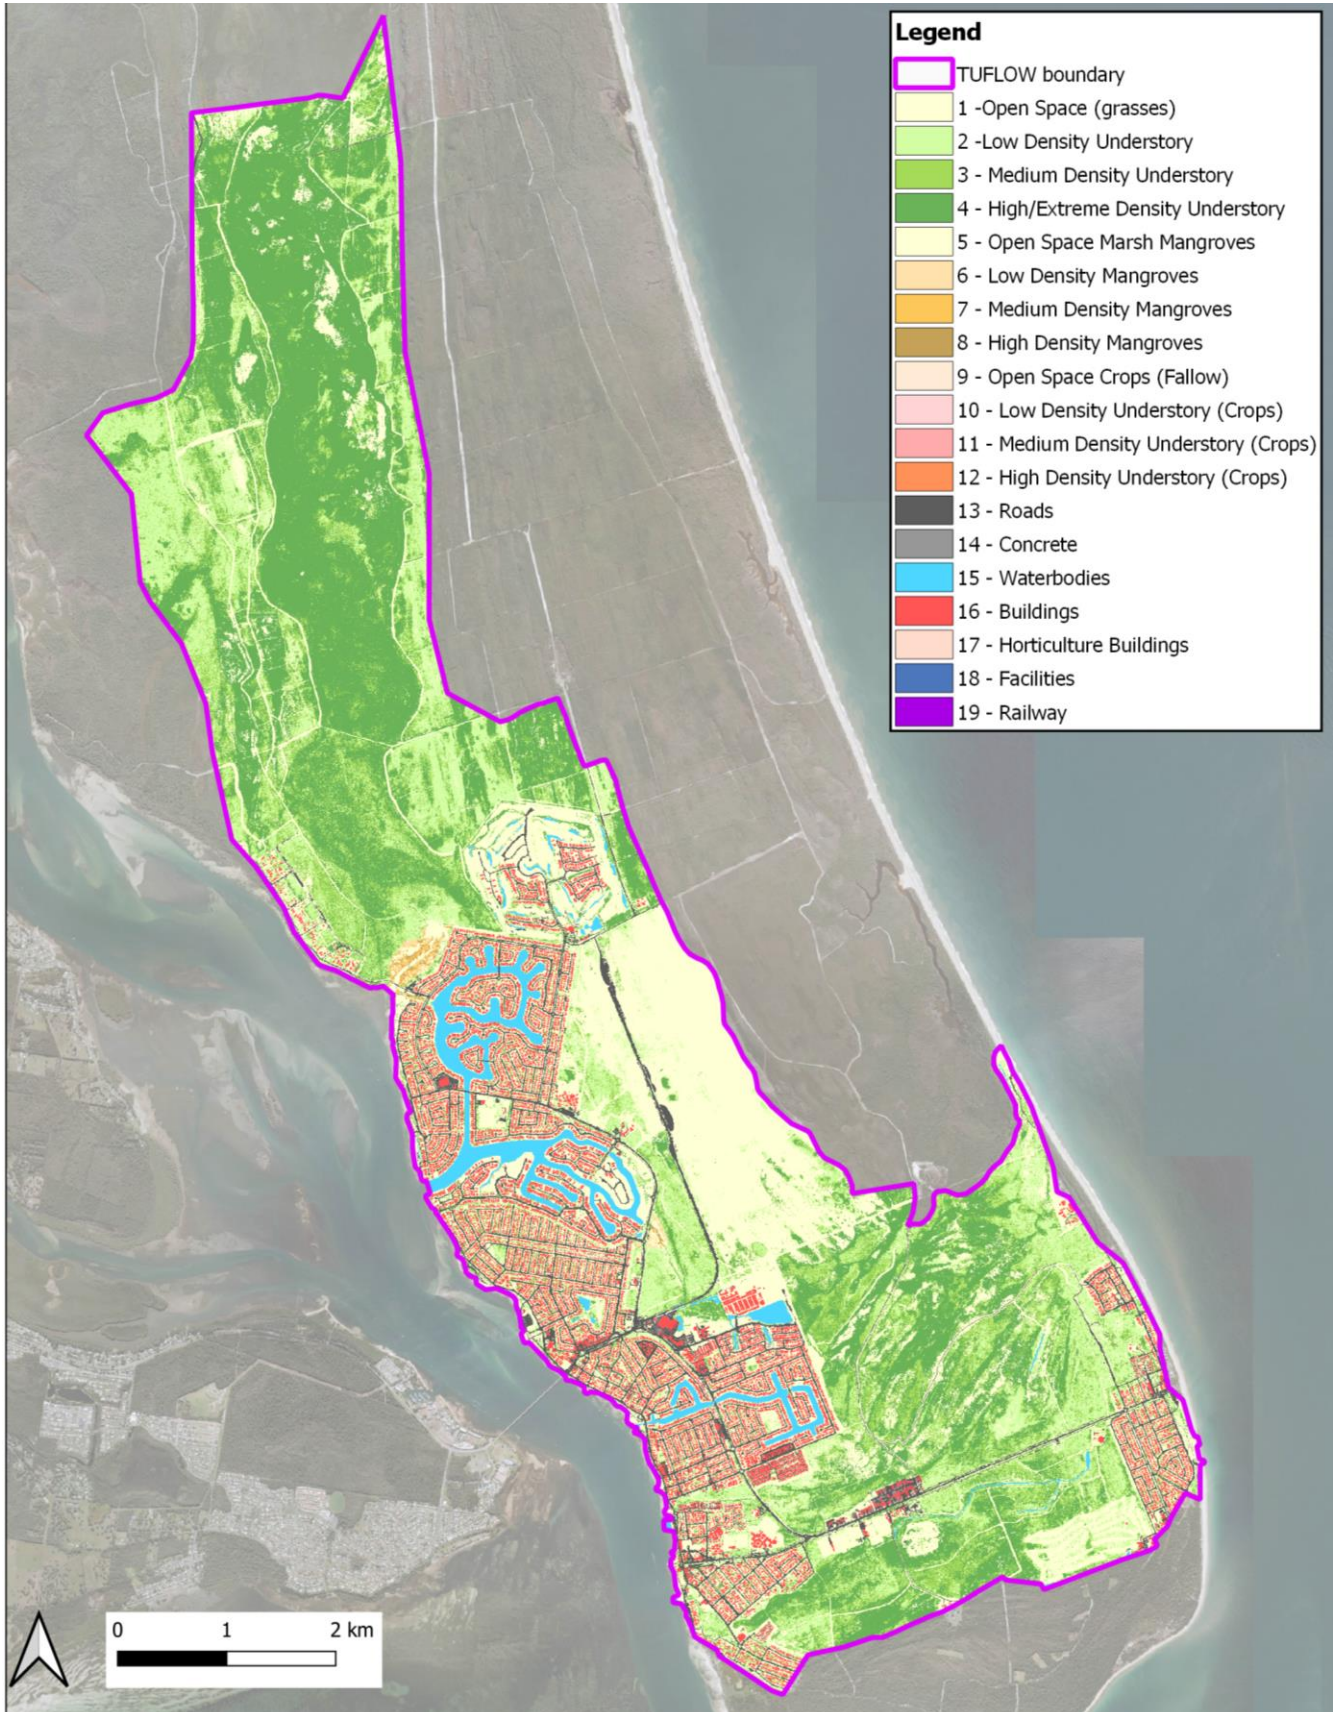 Legend
TUFLOW boundary
1 -Open Space (grasses)
2 -Low Density Understory
3 - Medium Density Understory
4 - High/Extreme Density Understory
5 - Open Space Marsh Mangroves
6 - Low Density Mangroves
7 - Medium Density Mangroves
8 - High Density Mangroves
9 - Open Space Crops (Fallow)
10 - Low Density Understory (Crops)
11 - Medium Density Understory (Crops)
12 - High Density Understory (Crops)
13 - Roads
14 - Concrete
15 - Waterbodies
16 - Buildings
17 - Horticulture Buildings
18 - Facilities
19 - Railway
0 1 2 km